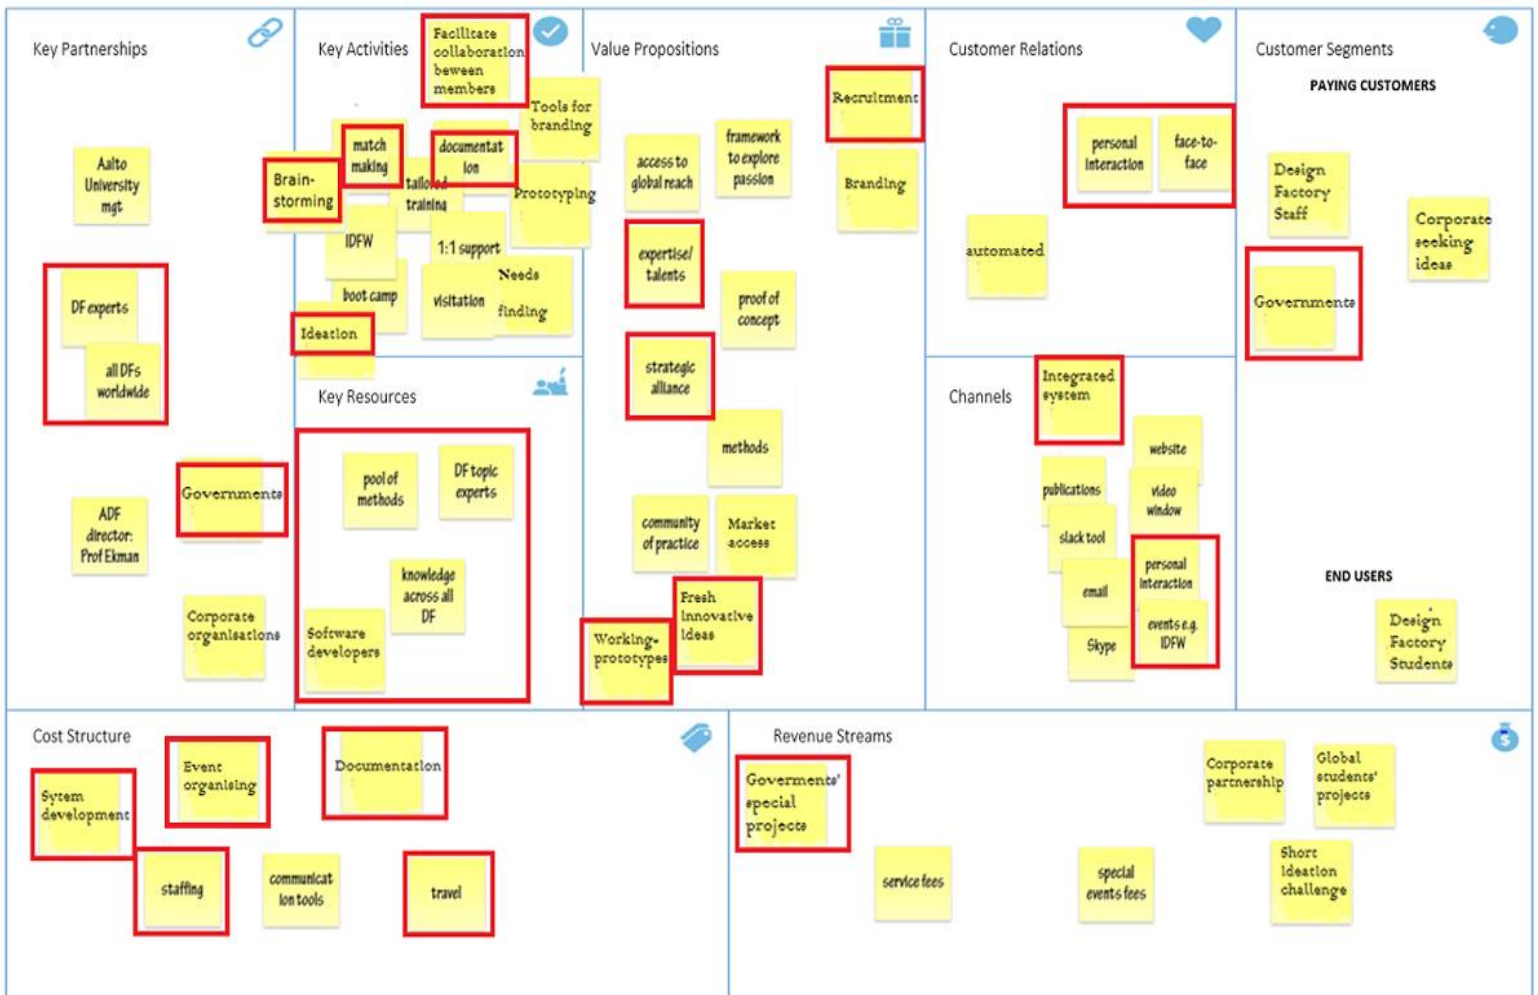 Key Partnerships
Aalto
University
mgt
DF experts
all DFs
worldwide
Governments
ADF
director:
Prof Ekman
Corporate
organisations
Key Activities
Facilitate
collaboration
beween
members
Tools for
branding
match
making
documentat
ion
Brain-
storming
tailored
training
Prototyping
IDFW
1:1 support
Needs
finding
boot camp
visitation
Ideation
Key Resources
pool of
methods
DF topic
experts
knowledge
across all
DF
Software
developers
Value Propositions
Recruitment
framework
to explore
passion
access to
global reach
Branding
expertise/
talents
proof of
concept
strategic
alliance
methods
community
of practice
Market
access
Fresh
innovative
ideas
Working-
prototypes
Customer Relations
personal
interaction
face-to-
face
automated
Channels
Integrated
system
website
publications
video
window
slack tool
personal
interaction
email
events e.g.
IDFW
Skype
Customer Segments
PAYING CUSTOMERS
Design
Factory
Staff
Corporate
seeking
ideas
Governments
END USERS
Design
Factory
Students
Cost Structure
Sytem
development
Event
organising
Documentation
staffing
communicat
ion tools
travel
Revenue Streams
Goverments'
special
projects
Corporate
partnership
Global
students'
projects
service fees
special
events fees
Short
ideation
challenge